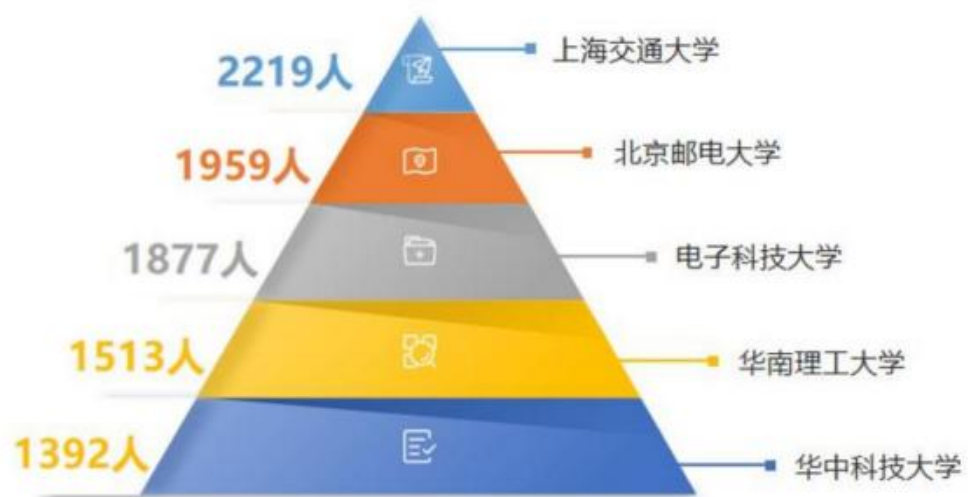 2219人 上海交通大学
1959人 北京邮电大学
1877人 电子科技大学
1513人 华南理工大学
1392人 华中科技大学